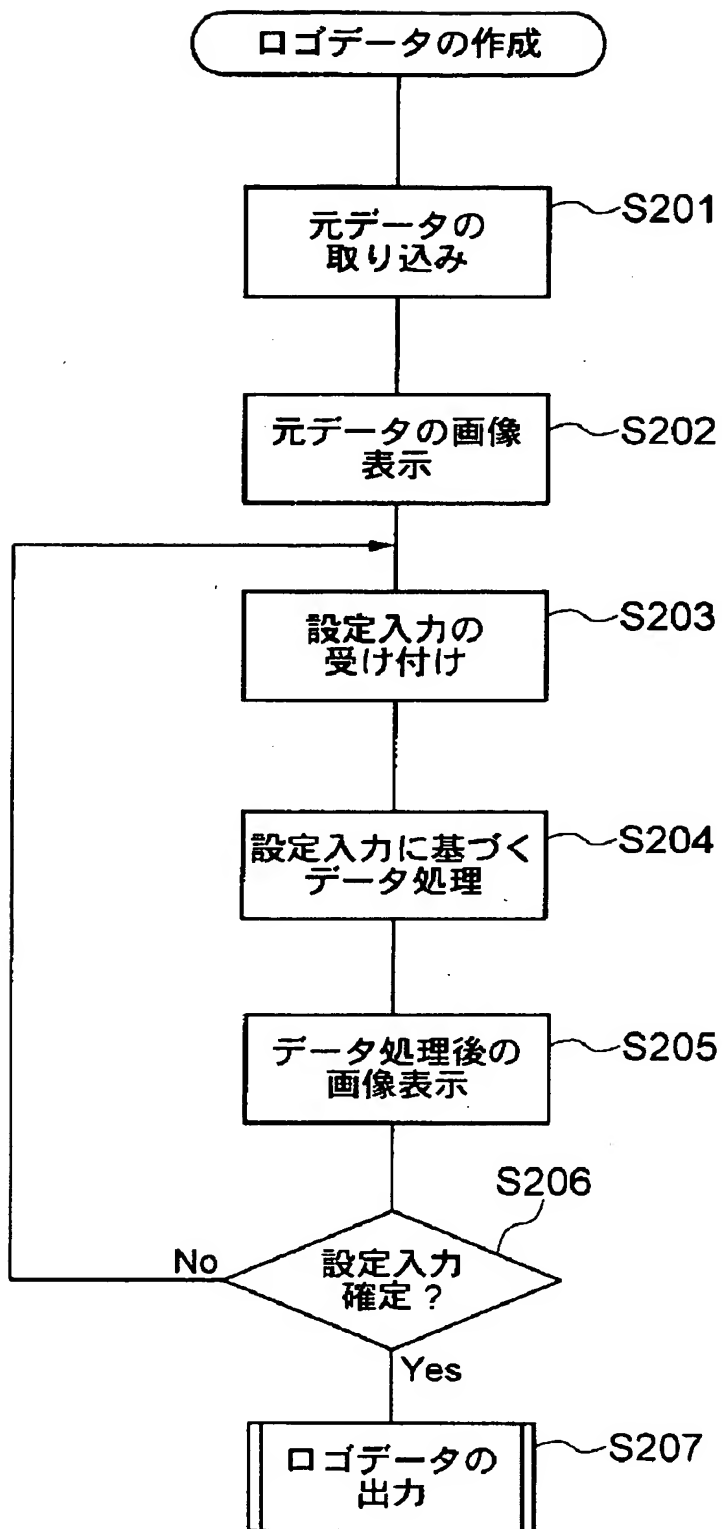 ロゴデータの作成
S201
元データの
取り込み
S202
元データの画像
表示
S203
設定入力の
受け付け
S204
設定入力に基づく
データ処理
S205
データ処理後の
画像表示
S206
設定入力
確定？
No
Yes
S207
ロゴデータの
出力